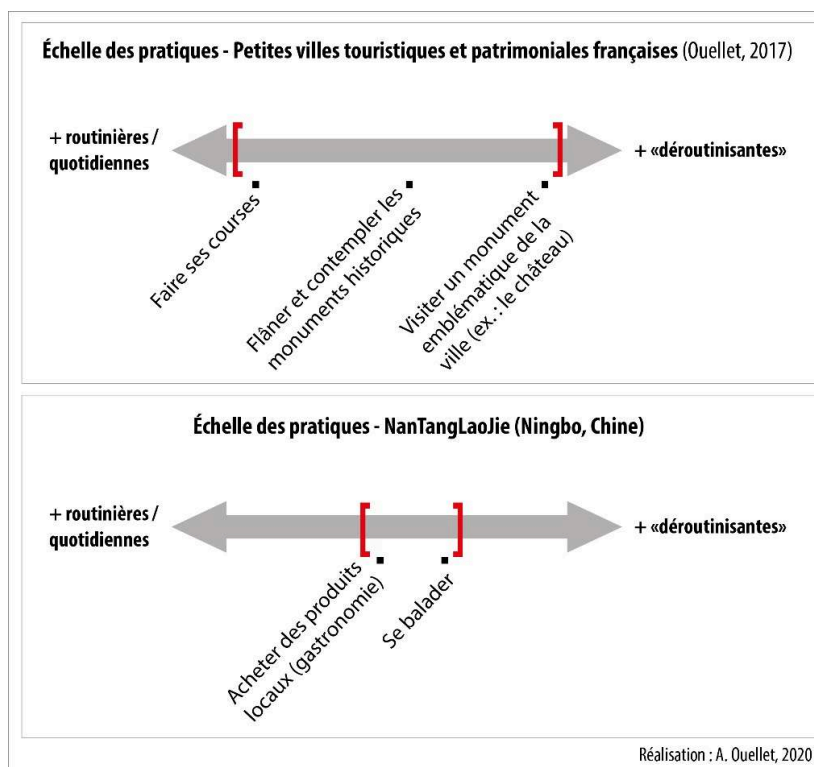 Échelle des pratiques - Petites villes touristiques et patrimoniales françaises (Ouellet, 2017)
+ routinières /
quotidiennes
+ «déroutinisantes»
Faire ses courses
Flâner et contempler les
monuments historiques
Visiter un monument
emblématique de la
ville (ex. : le château)
Échelle des pratiques - NanTangLaoJie (Ningbo, Chine)
+ routinières /
quotidiennes
+ «déroutinisantes»
Acheter des produits
locaux (gastronomie)
Se balader
Réalisation : A. Ouellet, 2020